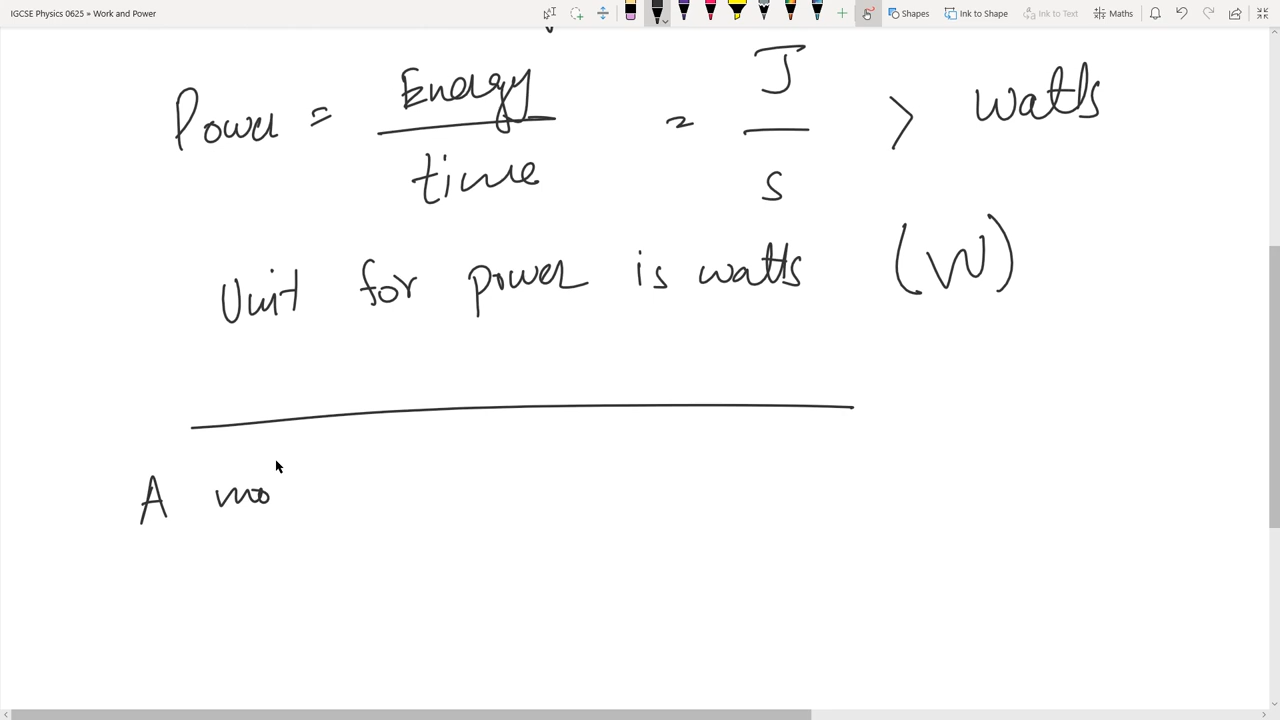 IGCSE Physics 0625 » Work and Power
Shapes Ink to Shape Ink to Text Maths
Power = Energy / time = J / s > watts
Unit for power is watts (W)
A mo